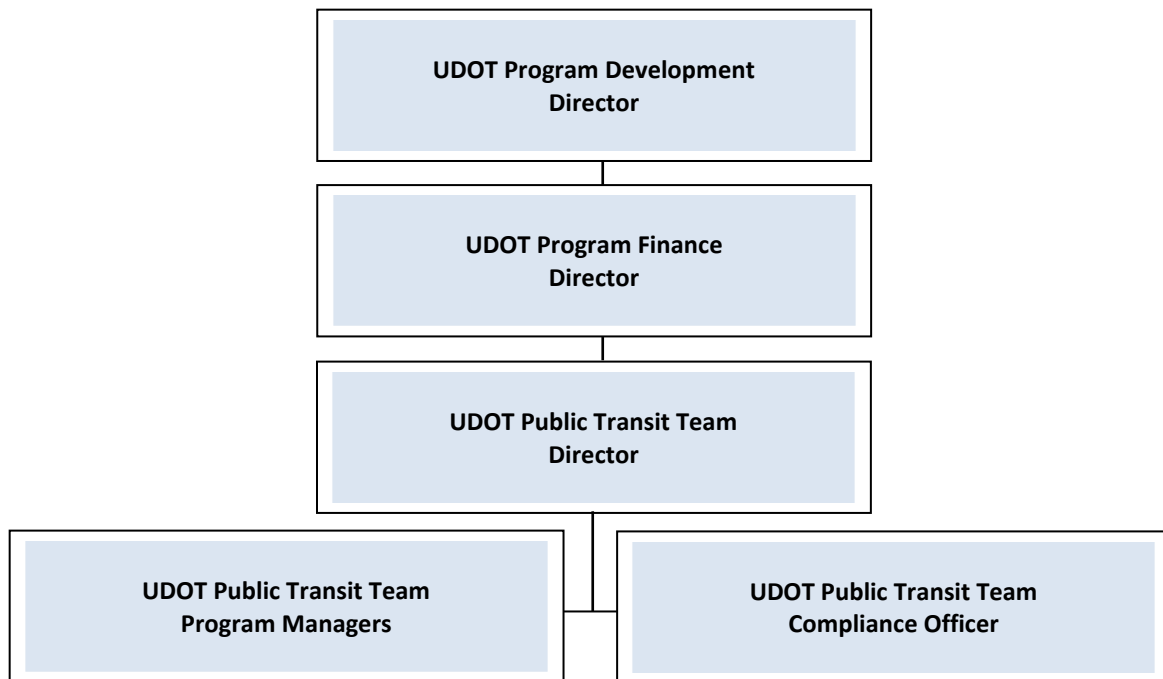 UDOT Program Development
Director
UDOT Program Finance
Director
UDOT Public Transit Team
Director
UDOT Public Transit Team
Program Managers
UDOT Public Transit Team
Compliance Officer